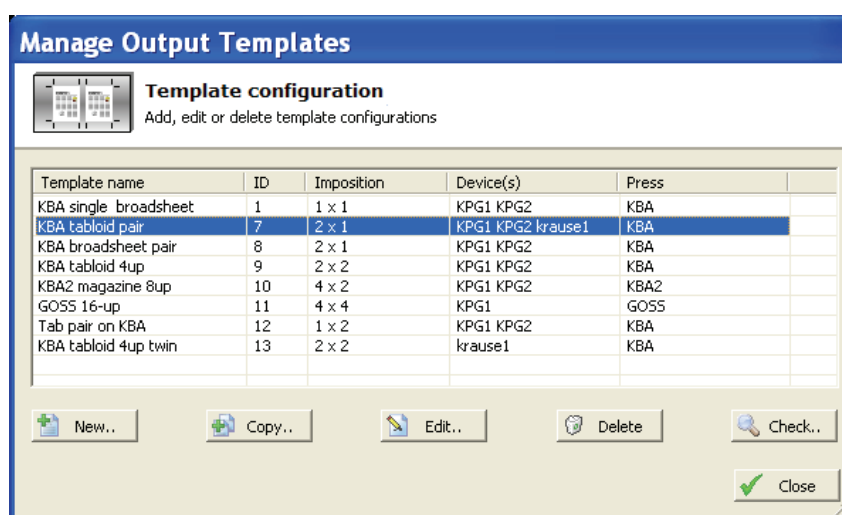 Manage Output Templates
Template configuration
Add, edit or delete template configurations
Template name ID Imposition Device(s) Press
KBA single broadsheet 1 1 x 1 KPG1 KPG2 KBA
KBA tabloid pair 7 2 x 1 KPG1 KPG2 krause1 KBA
KBA broadsheet pair 8 2 x 1 KPG1 KPG2 KBA
KBA tabloid 4up 9 2 x 2 KPG1 KPG2 KBA
KBA2 magazine 8up 10 4 x 2 KPG1 KPG2 KBA2
GOSS 16-up 11 4 x 4 KPG1 GOSS
Tab pair on KBA 12 1 x 2 KPG1 KPG2 KBA
KBA tabloid 4up twin 13 2 x 2 krause1 KBA
New.. Copy.. Edit.. Delete Check..
Close